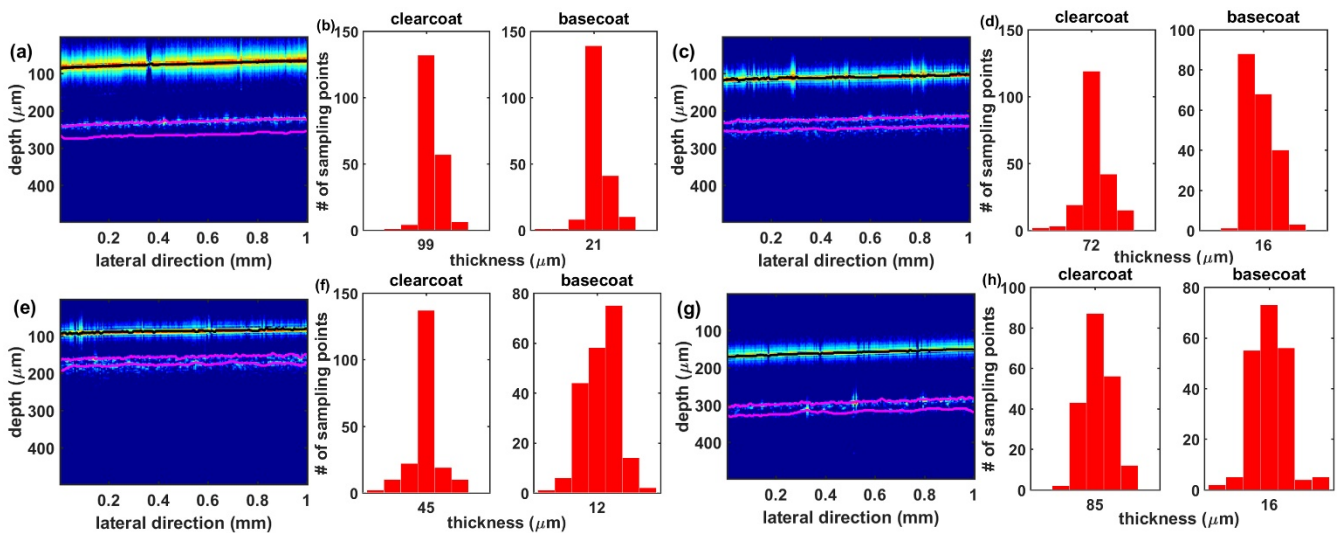 (a)
100
200
300
400
depth (μm)
0.2 0.4 0.6 0.8 1
lateral direction (mm)
(b)
clearcoat basecoat
150
100
50
0
150
100
50
0
# of sampling points
99 21
thickness (μm)
(c)
100
200
300
400
depth (μm)
0.2 0.4 0.6 0.8 1
lateral direction (mm)
(d)
clearcoat basecoat
150
100
50
0
100
80
60
40
20
0
# of sampling points
72 16
thickness (μm)
(e)
100
200
300
400
depth (μm)
0.2 0.4 0.6 0.8 1
lateral direction (mm)
(f)
clearcoat basecoat
150
100
50
0
80
60
40
20
0
# of sampling points
45 12
thickness (μm)
(g)
100
200
300
400
depth (μm)
0.2 0.4 0.6 0.8 1
lateral direction (mm)
(h)
clearcoat basecoat
100
80
60
40
20
0
80
60
40
20
0
# of sampling points
85 16
thickness (μm)